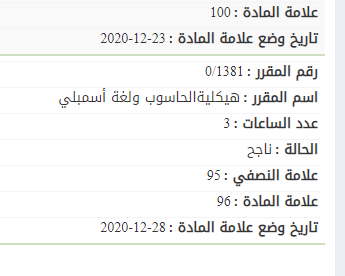 علامة المادة : 100
تاريخ وضع علامة المادة : 23-12-2020
رقم المقرر : 0/1381
اسم المقرر : هيكليةالحاسوب ولغة أسمبلي
عدد الساعات : 3
الحالة : ناجح
علامة النصفي : 95
علامة المادة : 96
تاريخ وضع علامة المادة : 28-12-2020